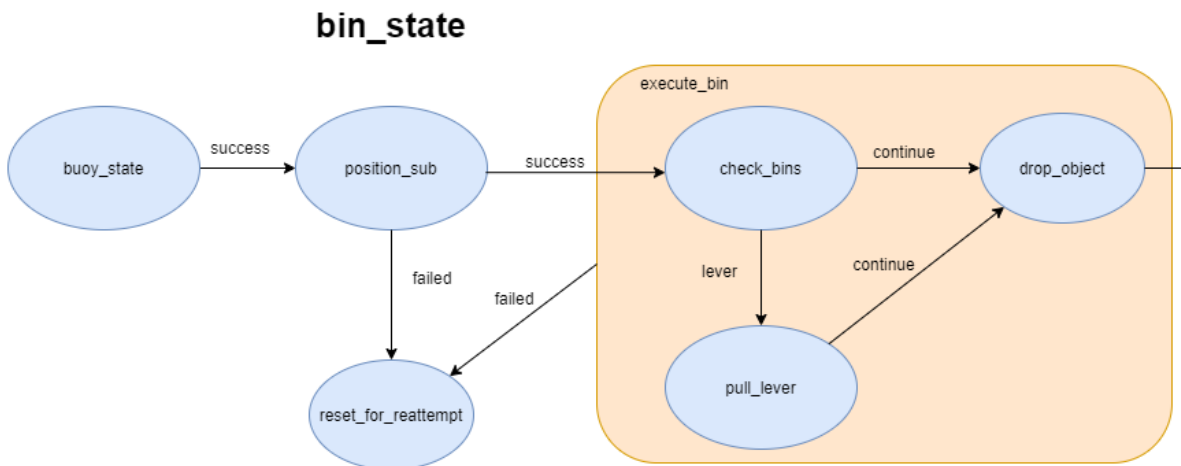 bin_state
execute_bin
buoy_state
success
position_sub
success
check_bins
continue
drop_object
failed
failed
lever
continue
reset_for_reattempt
pull_lever